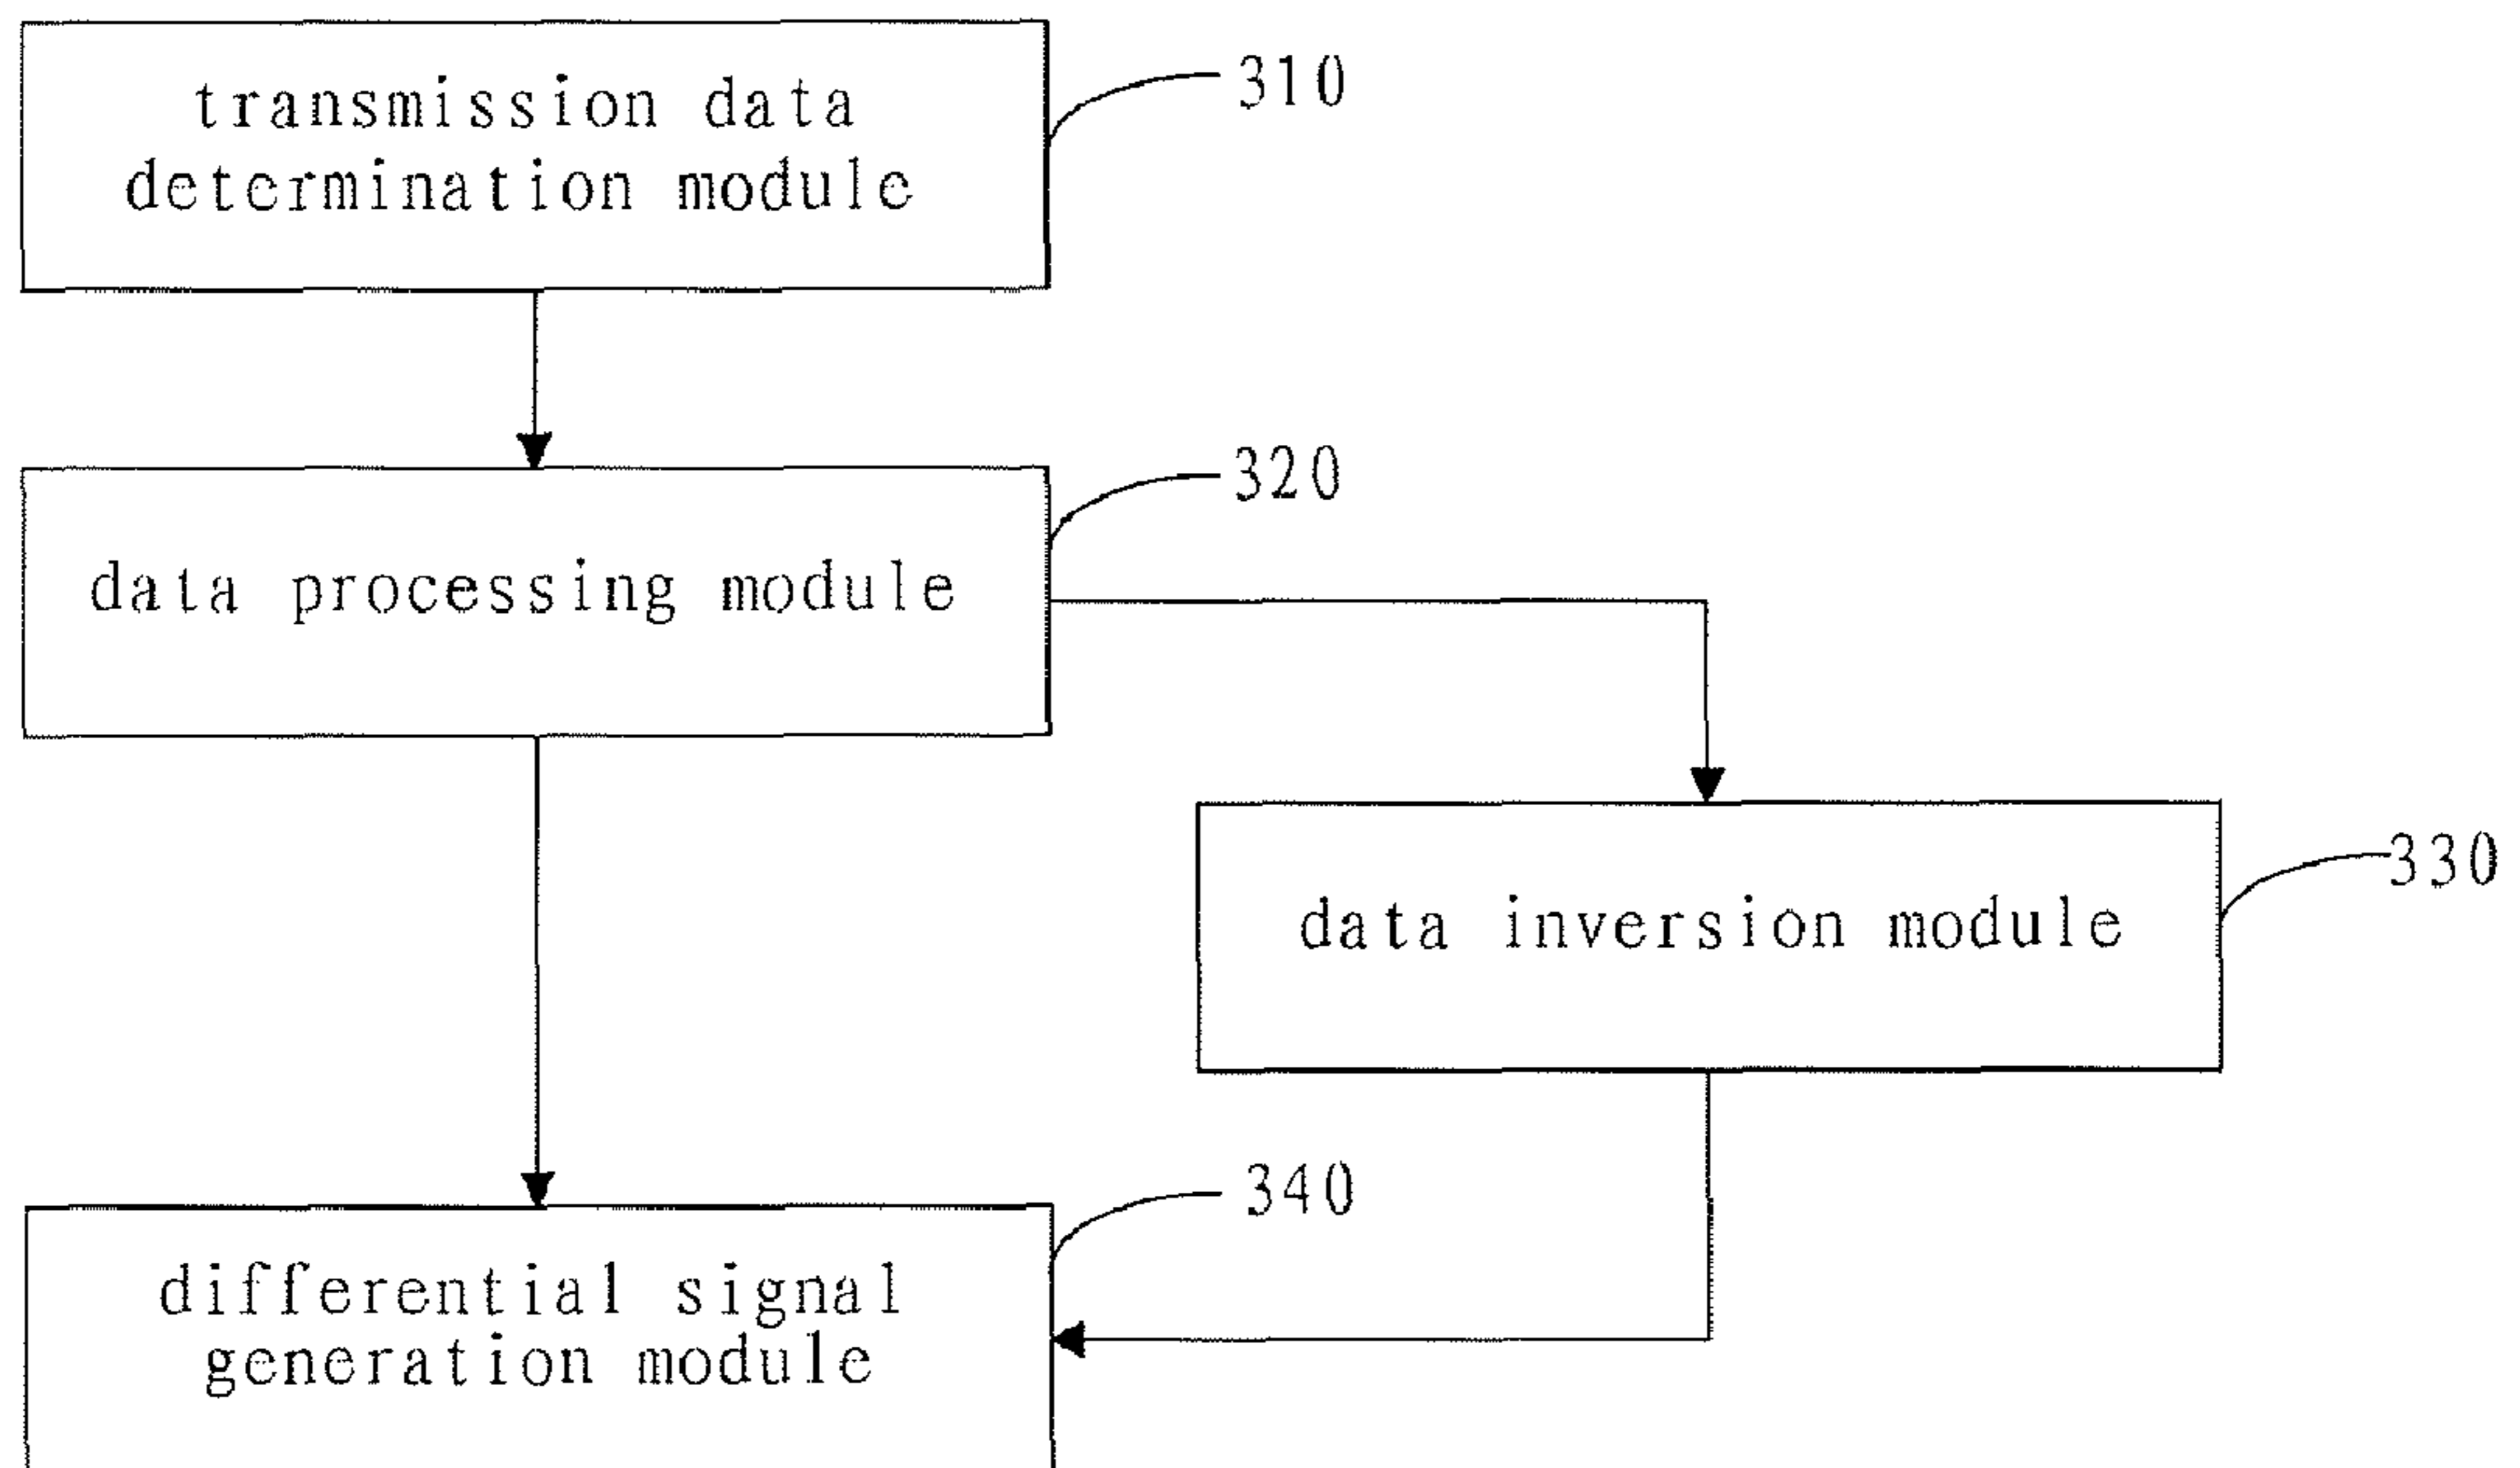 transmission data
determination module
310
data processing module
320
data inversion module
330
differential signal
generation module
340